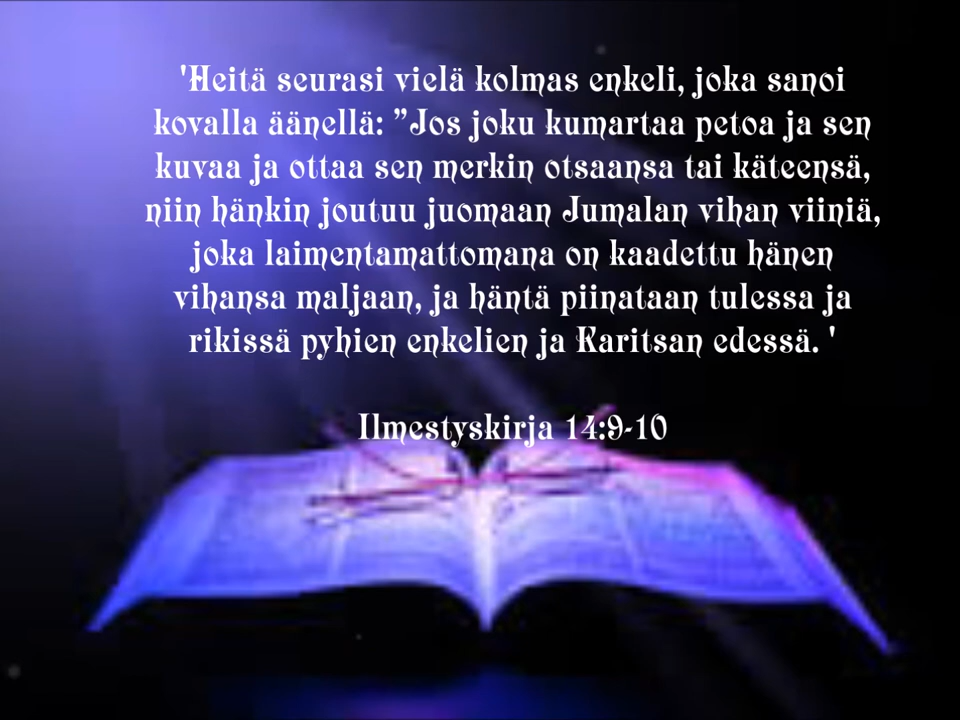 'Heitä seurasi vielä kolmas enkeli, joka sanoi
kovalla äänellä: ”Jos joku kumartaa petoa ja sen
kuvaa ja ottaa sen merkin otsaansa tai käteensä,
niin hänkin joutuu juomaan Jumalan vihan viiniä,
joka laimentamattomana on kaadettu hänen
vihansa maljaan, ja häntä piinataan tulessa ja
rikissä pyhien enkelien ja Karitsan edessä. '
Ilmestyskirja 14:9-10